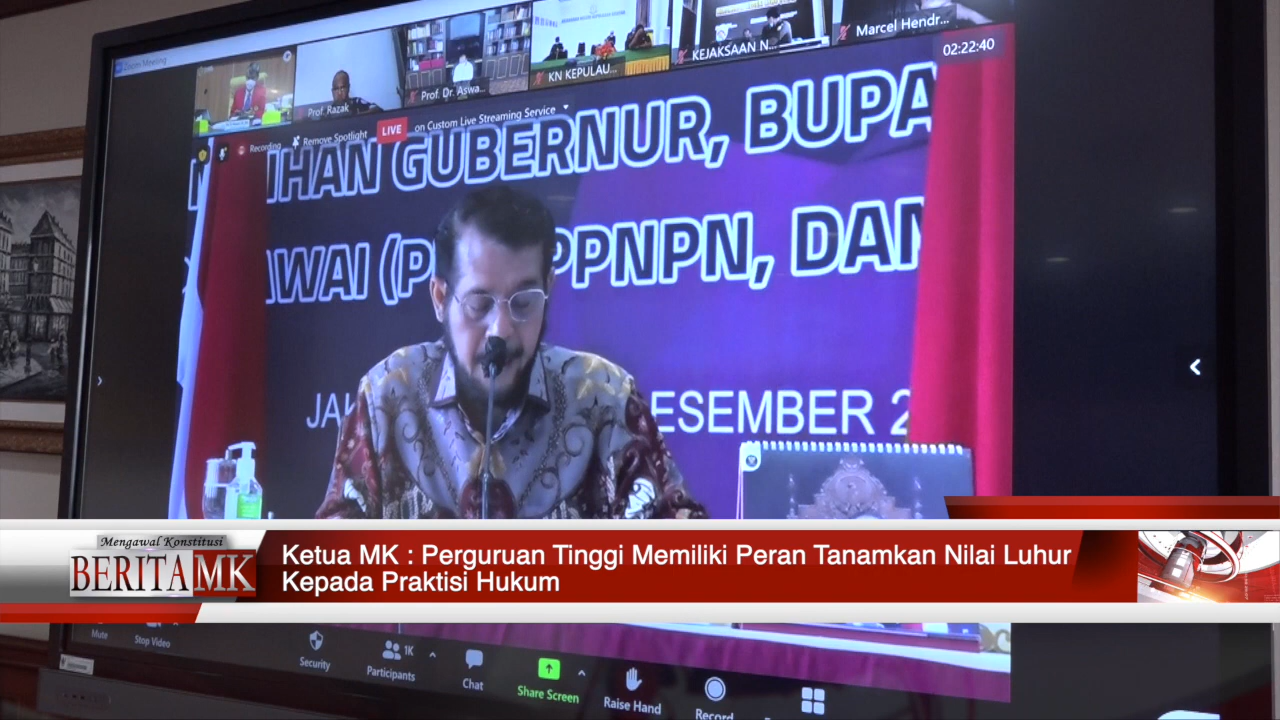 Zoom Meeting
Prof. Razak
Prof. Dr. Aswa...
KN KEPULAU...
KEJAKSAAN N...
Marcel Hendr...
02:22:40
Recording
Remove Spotlight
LIVE
on Custom Live Streaming Service
IHAN GUBERNUR, BUPA
AWAI (P PPNPN, DAN
JAK ESEMBER 2
Mengawal Konstitusi
BERITAMK
Ketua MK : Perguruan Tinggi Memiliki Peran Tanamkan Nilai Luhur
Kepada Praktisi Hukum
Mute
Stop Video
Security
Participants
1K
Chat
Share Screen
Raise Hand
Record